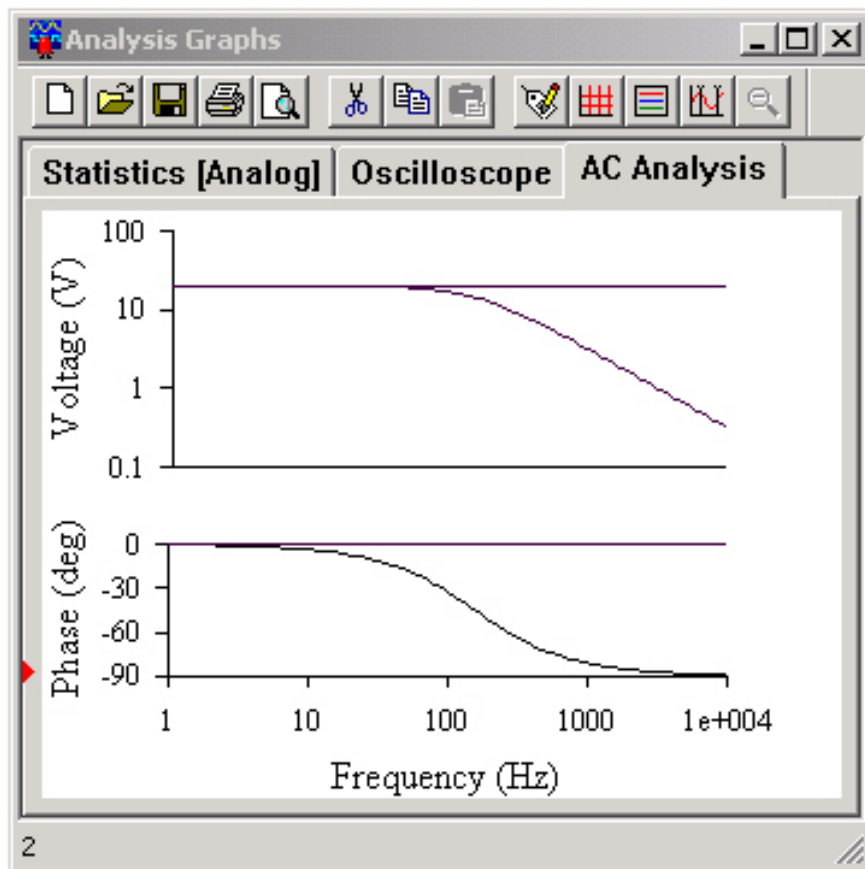 Analysis Graphs
Statistics [Analog] Oscilloscope AC Analysis
Voltage (V)
100
10
1
0.1
Phase (deg)
0
-30
-60
-90
1 10 100 1000 1e+004
Frequency (Hz)
2